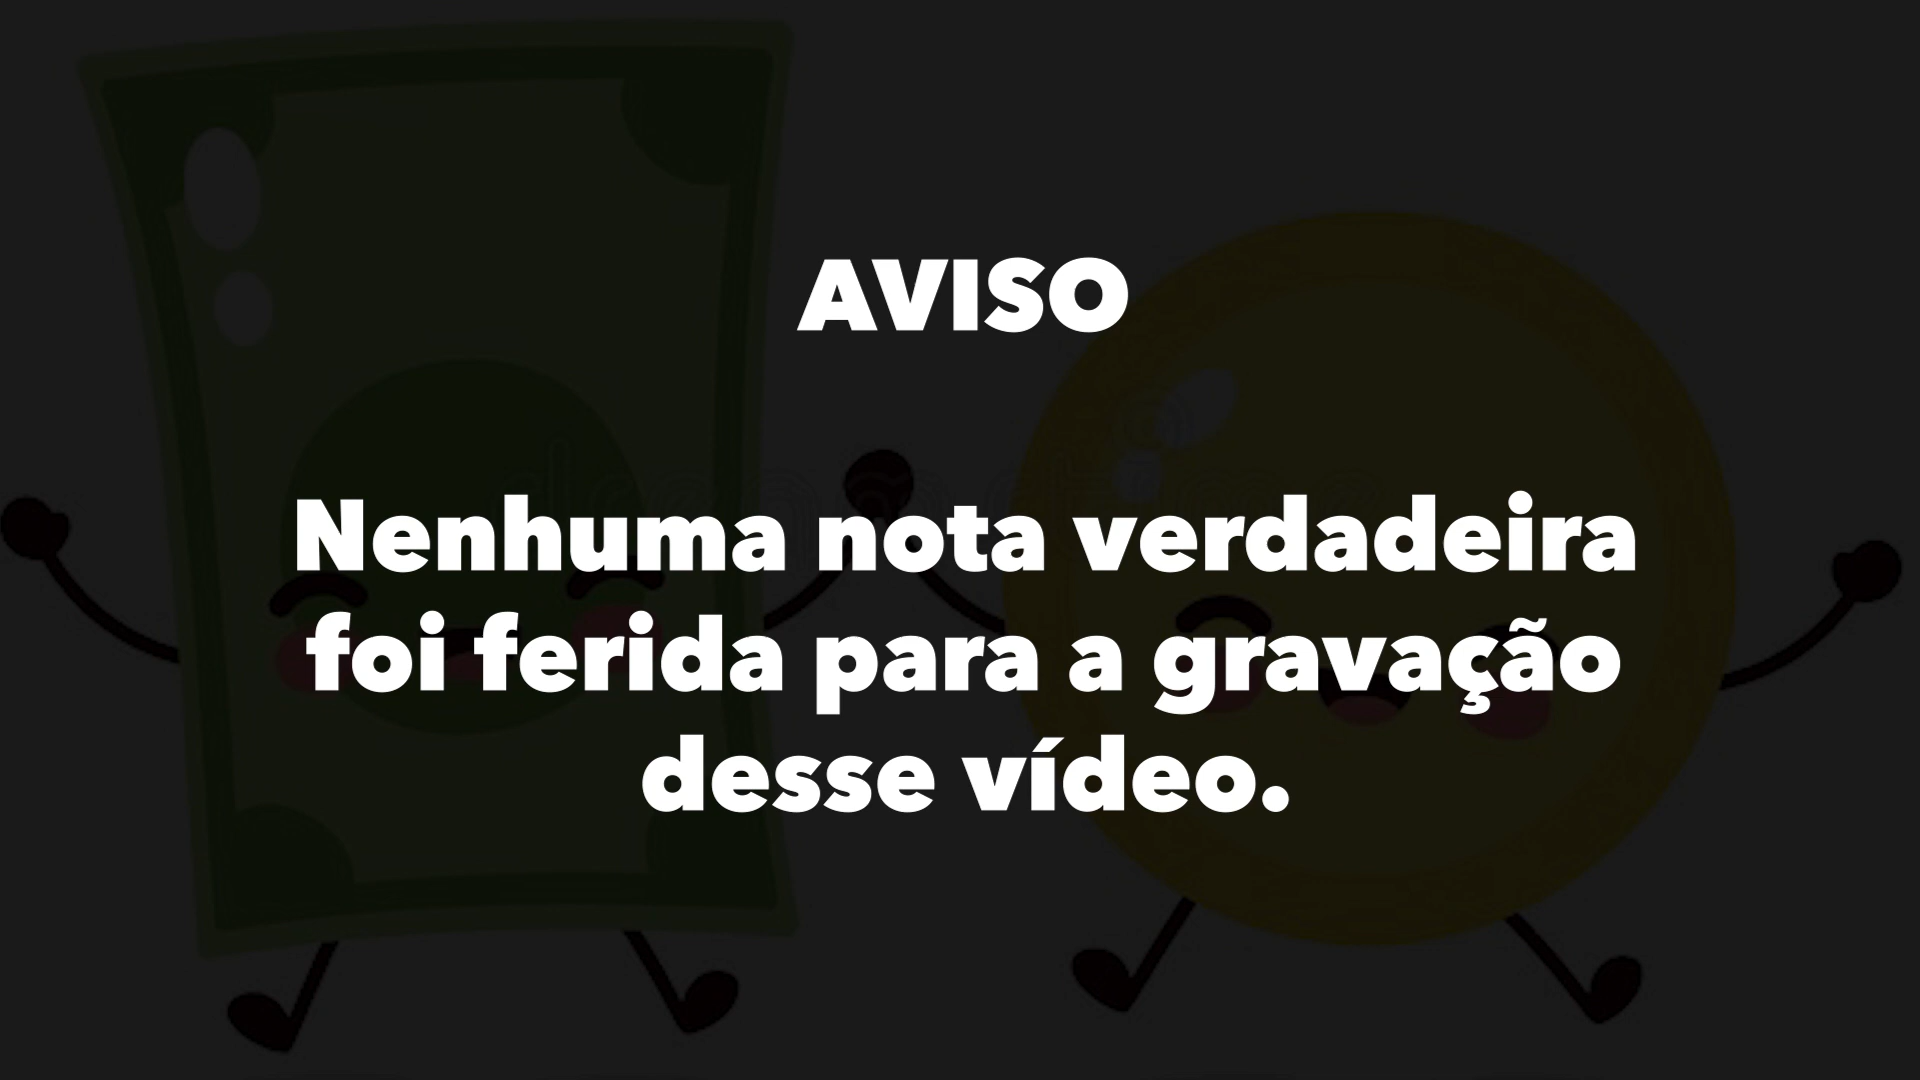 AVISO
Nenhuma nota verdadeira
foi ferida para a gravação
desse vídeo.